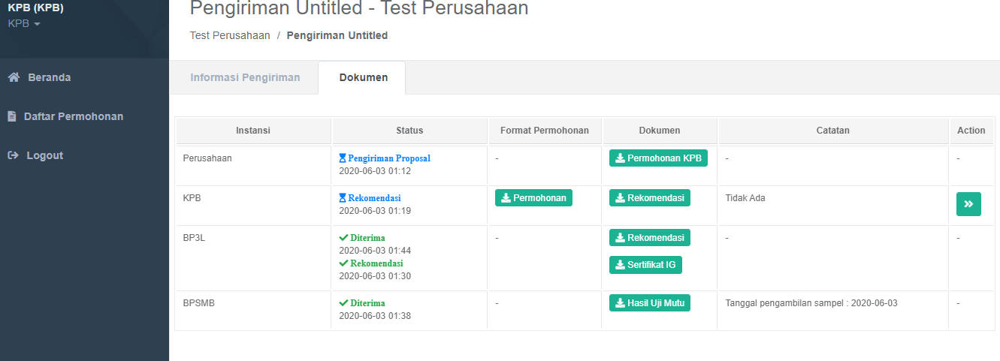 KPB (KPB)
KPB
Beranda
Daftar Permohonan
Logout
Pengiriman Untitled - Test Perusahaan
Test Perusahaan / Pengiriman Untitled
Informasi Pengiriman Dokumen
Instansi Status Format Permohonan Dokumen Catatan Action
Perusahaan Pengiriman Proposal - Permohonan KPB - -
2020-06-03 01:12
KPB Rekomendasi Permohonan Rekomendasi Tidak Ada
2020-06-03 01:19
BP3L Diterima - Rekomendasi - -
2020-06-03 01:44
Rekomendasi Sertifikat IG
2020-06-03 01:30
BPSMB Diterima - Hasil Uji Mutu Tanggal pengambilan sampel : 2020-06-03 -
2020-06-03 01:38